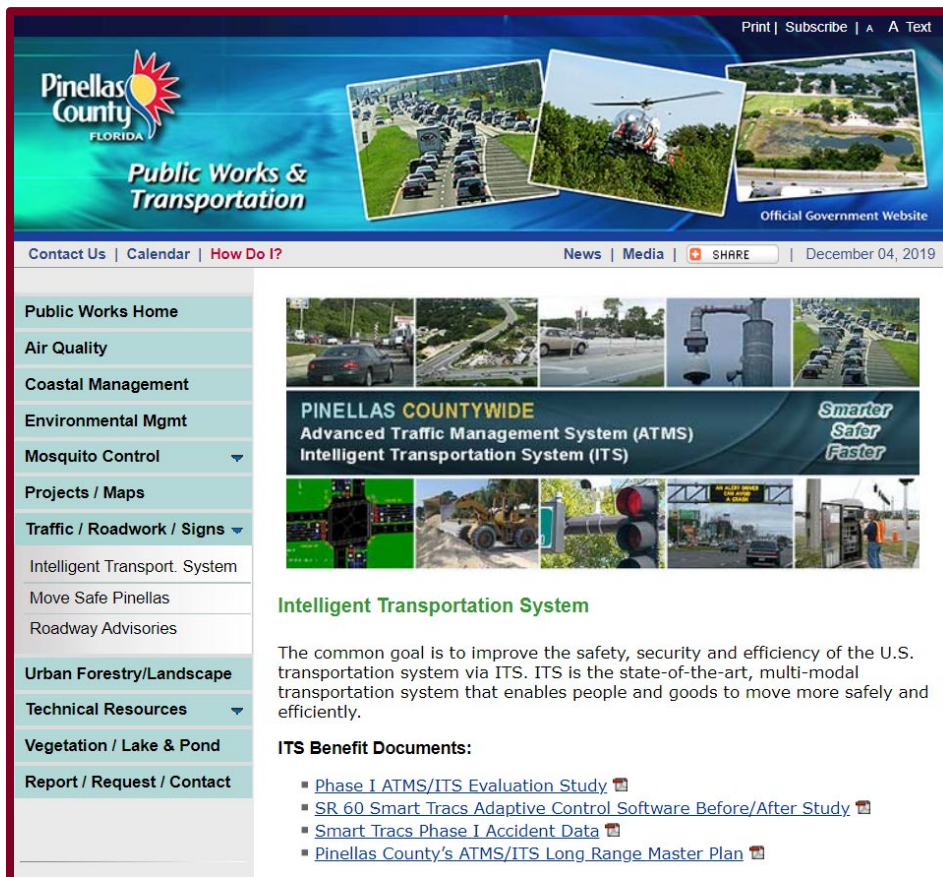 Print | Subscribe | A A Text
Pinellas
County
FLORIDA
Public Works &
Transportation
Official Government Website
Contact Us | Calendar | How Do I?
News | Media | SHARE | December 04, 2019
Public Works Home
Air Quality
Coastal Management
Environmental Mgmt
Mosquito Control
Projects / Maps
Traffic / Roadwork / Signs
Intelligent Transport. System
Move Safe Pinellas
Roadway Advisories
Urban Forestry/Landscape
Technical Resources
Vegetation / Lake & Pond
Report / Request / Contact
PINELLAS COUNTYWIDE
Advanced Traffic Management System (ATMS)
Intelligent Transportation System (ITS)
Smarter
Safer
Faster
AN ALERT DRIVER
CAN AVOID
A CRASH
Intelligent Transportation System
The common goal is to improve the safety, security and efficiency of the U.S.
transportation system via ITS. ITS is the state-of-the-art, multi-modal
transportation system that enables people and goods to move more safely and
efficiently.
ITS Benefit Documents:
Phase I ATMS/ITS Evaluation Study
SR 60 Smart Tracs Adaptive Control Software Before/After Study
Smart Tracs Phase I Accident Data
Pinellas County's ATMS/ITS Long Range Master Plan